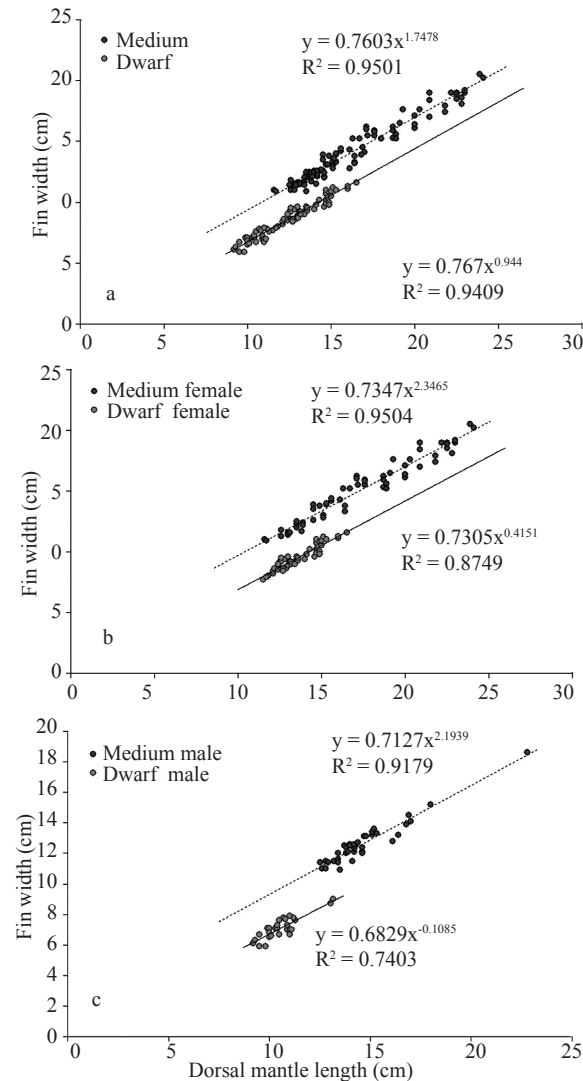 25
20
25
0
5
0
Fin width (cm)
Medium
Dwarf
y = 0.7603x^1.7478
R² = 0.9501
y = 0.767x^0.944
R² = 0.9409
a
0 5 10 15 20 25 30
25
20
25
0
5
0
Fin width (cm)
Medium female
Dwarf female
y = 0.7347x^2.3465
R² = 0.9504
y = 0.7305x^0.4151
R² = 0.8749
b
0 5 10 15 20 25 30
20
18
16
14
12
10
8
6
4
2
0
Fin width (cm)
Medium male
Dwarf male
y = 0.7127x^2.1939
R² = 0.9179
y = 0.6829x^-0.1085
R² = 0.7403
c
0 5 10 15 20 25
Dorsal mantle length (cm)